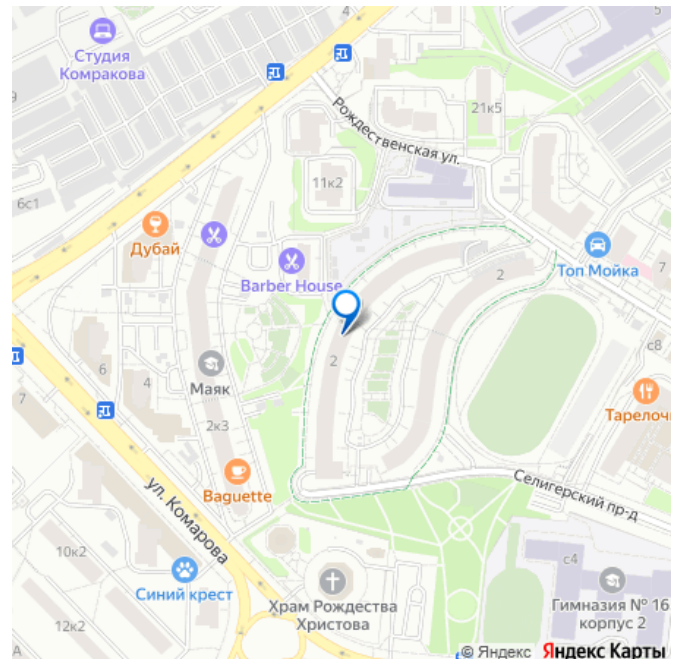 5
Студия
Комракова
9
4
21к5
Рождественская ул.
11к2
6с1
Дубай
Barber House
2
Топ Мойка
7
2
с8
6
4
Маяк
7
2к3
Тарелочк
Baguette
Селигерский пр-д
ул. Комарова
10к2
с4
Синий крест
Храм Рождества
Христова
Гимназия № 16
корпус 2
12к2
А
© Яндекс Яндекс Карты